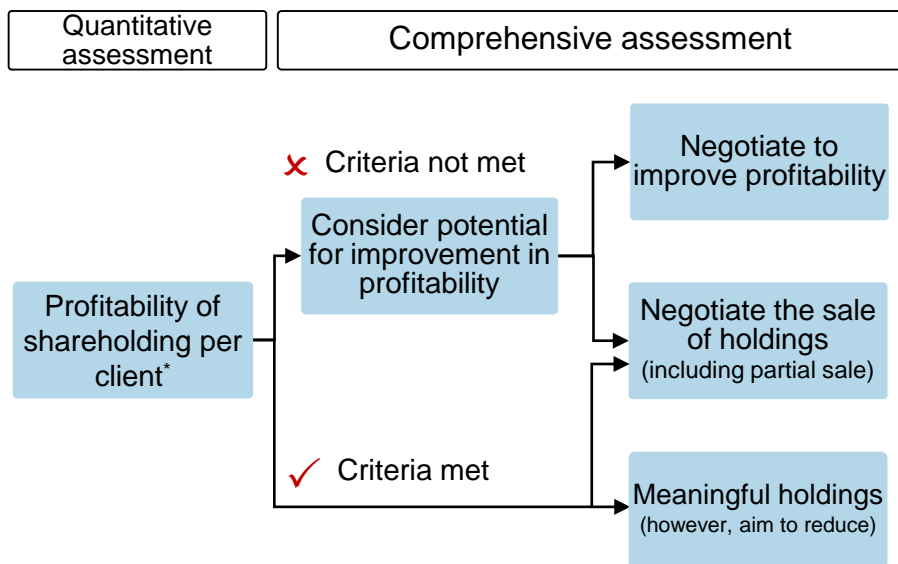 Quantitative
assessment
Comprehensive assessment
Criteria not met
Negotiate to
improve profitability
Consider potential
for improvement in
profitability
Profitability of
shareholding per
client*
Negotiate the sale
of holdings
(including partial sale)
Criteria met
Meaningful holdings
(however, aim to reduce)